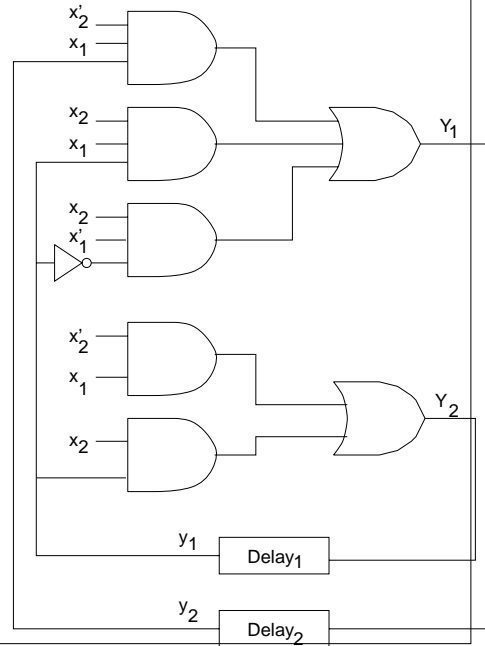 x'₂
x₁
x₂
x₁
Y₁
x₂
x'₁
x'₂
x₁
Y₂
x₂
y₁
Delay₁
y₂
Delay₂